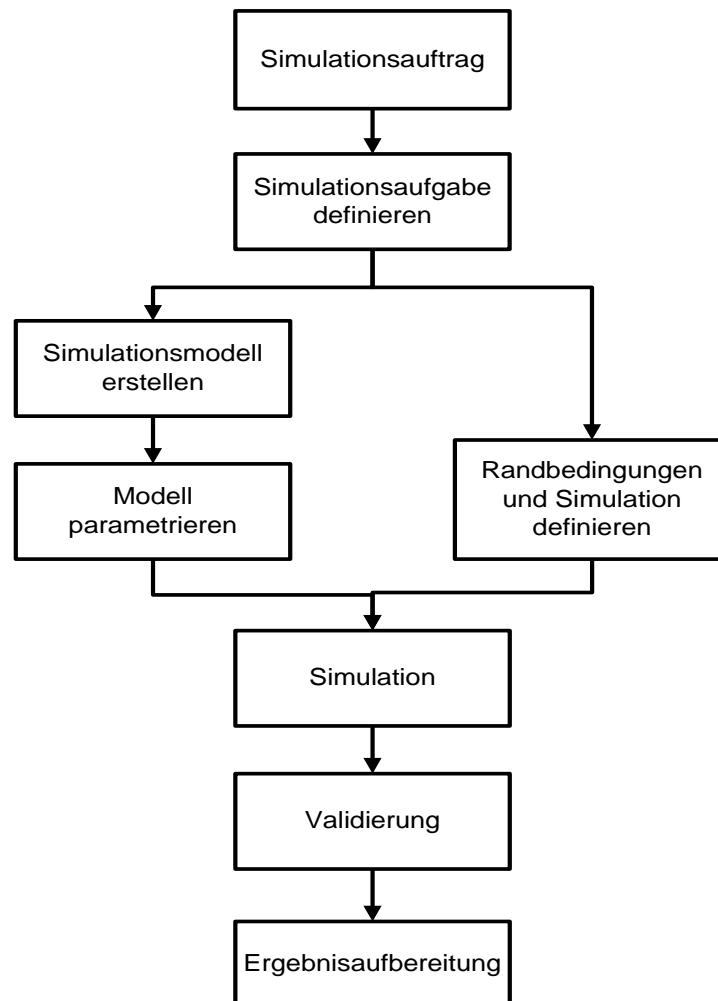 Simulationsauftrag
Simulationsaufgabe
definieren
Simulationsmodell
erstellen
Modell
parametrieren
Randbedingungen
und Simulation
definieren
Simulation
Validierung
Ergebnisaufbereitung